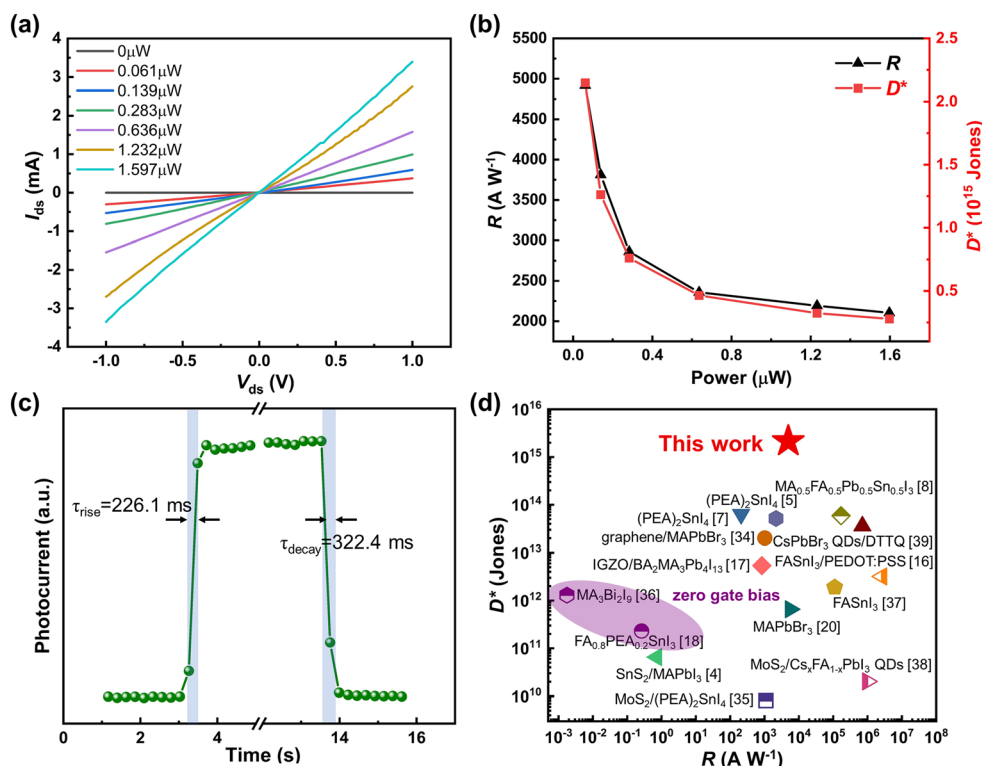 (a)
0μW
0.061μW
0.139μW
0.283μW
0.636μW
1.232μW
1.597μW
4
3
2
1
0
-1
-2
-3
-4
I_ds (mA)
-1.0 -0.5 0.0 0.5 1.0
V_ds (V)
(b)
R
D*
5500
5000
4500
4000
3500
3000
2500
2000
R (A W⁻¹)
2.5
2.0
1.5
1.0
0.5
D* (10¹⁵ Jones)
0.0 0.4 0.8 1.2 1.6
Power (μW)
(c)
τ_rise=226.1 ms
τ_decay=322.4 ms
Photocurrent (a.u.)
0 2 4 6 12 14 16
Time (s)
(d)
This work
MA₀.₅FA₀.₅Pb₀.₅Sn₀.₅I₃ [8]
(PEA)₂SnI₄ [5]
(PEA)₂SnI₄ [7]
graphene/MAPbBr₃ [34]
CsPbBr₃ QDs/DTTQ [39]
IGZO/BA₂MA₃Pb₄I₁₃ [17]
FASnI₃/PEDOT:PSS [16]
MA₃Bi₂I₉ [36]
zero gate bias
FASnI₃ [37]
MAPbBr₃ [20]
FA₀.₈PEA₀.₂SnI₃ [18]
SnS₂/MAPbI₃ [4]
MoS₂/CsₓFA₁₋ₓPbI₃ QDs [38]
MoS₂/(PEA)₂SnI₄ [35]
10¹⁶
10¹⁵
10¹⁴
10¹³
10¹²
10¹¹
10¹⁰
D* (Jones)
10⁻³ 10⁻² 10⁻¹ 10⁰ 10¹ 10² 10³ 10⁴ 10⁵ 10⁶ 10⁷ 10⁸
R (A W⁻¹)